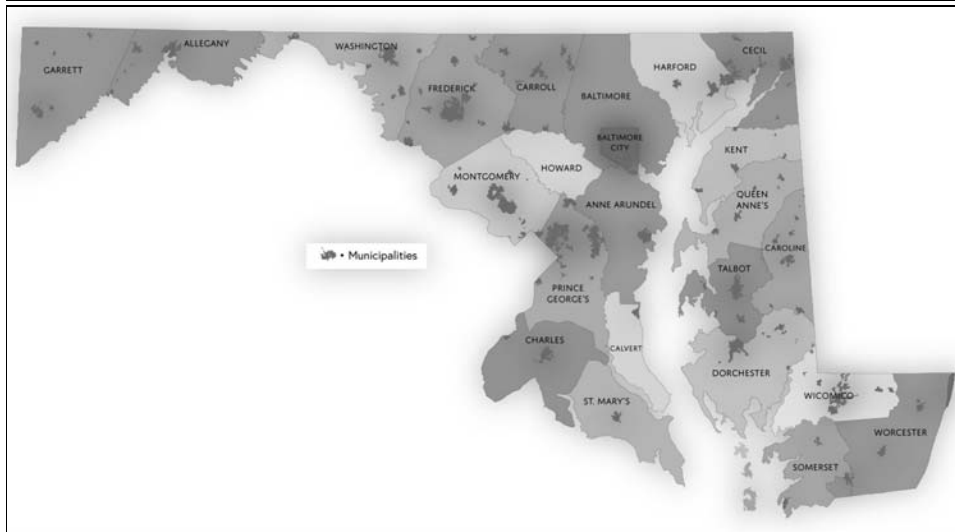 GARRETT
ALLEGANY
WASHINGTON
FREDERICK
CARROLL
BALTIMORE
BALTIMORE
CITY
HARFORD
CECIL
KENT
QUEEN
ANNE'S
HOWARD
MONTGOMERY
ANNE ARUNDEL
CAROLINE
TALBOT
• Municipalities
PRINCE
GEORGE'S
CHARLES
CALVERT
DORCHESTER
ST. MARY'S
WICOMICO
WORCESTER
SOMERSET